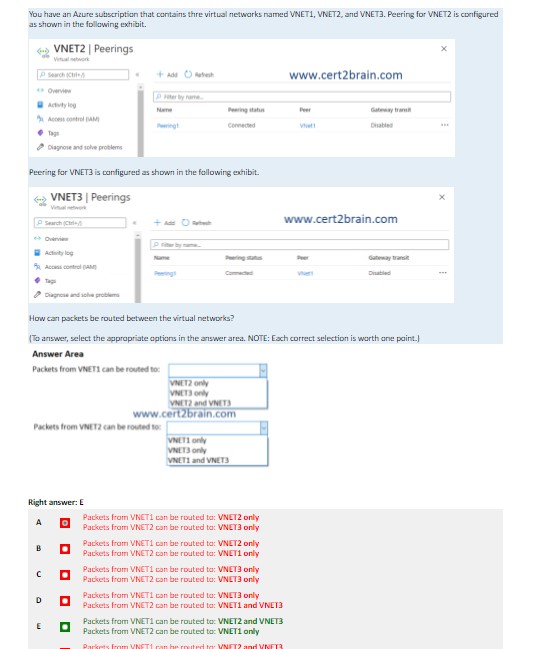 You have an Azure subscription that contains thre virtual networks named VNET1, VNET2, and VNET3. Peering for VNET2 is configured
as shown in the following exhibit.
VNET2 | Peerings
Virtual network
×
Search (Ctrl+/)
«
+ Add Refresh
www.cert2brain.com
Overview
Activity log
Access control (IAM)
Tags
Diagnose and solve problems
Filter by name...
Name Peering status Peer Gateway transit
Peering1 Connected VNet1 Disabled ...
Peering for VNET3 is configured as shown in the following exhibit.
VNET3 | Peerings
Virtual network
×
Search (Ctrl+/)
«
+ Add Refresh
www.cert2brain.com
Overview
Activity log
Access control (IAM)
Tags
Diagnose and solve problems
Filter by name...
Name Peering status Peer Gateway transit
Peering1 Connected VNet1 Disabled ...
How can packets be routed between the virtual networks?
(To answer, select the appropriate options in the answer area. NOTE: Each correct selection is worth one point.)
Answer Area
Packets from VNET1 can be routed to:
VNET2 only
VNET3 only
VNET2 and VNET3
www.cert2brain.com
Packets from VNET2 can be routed to:
VNET1 only
VNET3 only
VNET1 and VNET3
Right answer: E
A
Packets from VNET1 can be routed to: VNET2 only
Packets from VNET2 can be routed to: VNET3 only
B
Packets from VNET1 can be routed to: VNET2 only
Packets from VNET2 can be routed to: VNET1 only
C
Packets from VNET1 can be routed to: VNET3 only
Packets from VNET2 can be routed to: VNET3 only
D
Packets from VNET1 can be routed to: VNET3 only
Packets from VNET2 can be routed to: VNET1 and VNET3
E
Packets from VNET1 can be routed to: VNET2 and VNET3
Packets from VNET2 can be routed to: VNET1 only
Packets from VNET1 can be routed to: VNET2 and VNET3